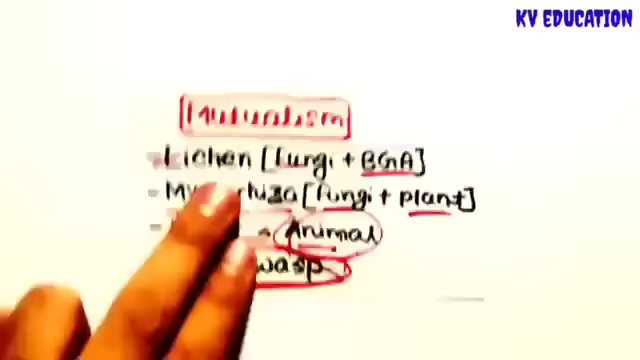 KV EDUCATION
Mutualism
- Lichen [fungi + BGA]
[fungi + plant]
Animal
wasp